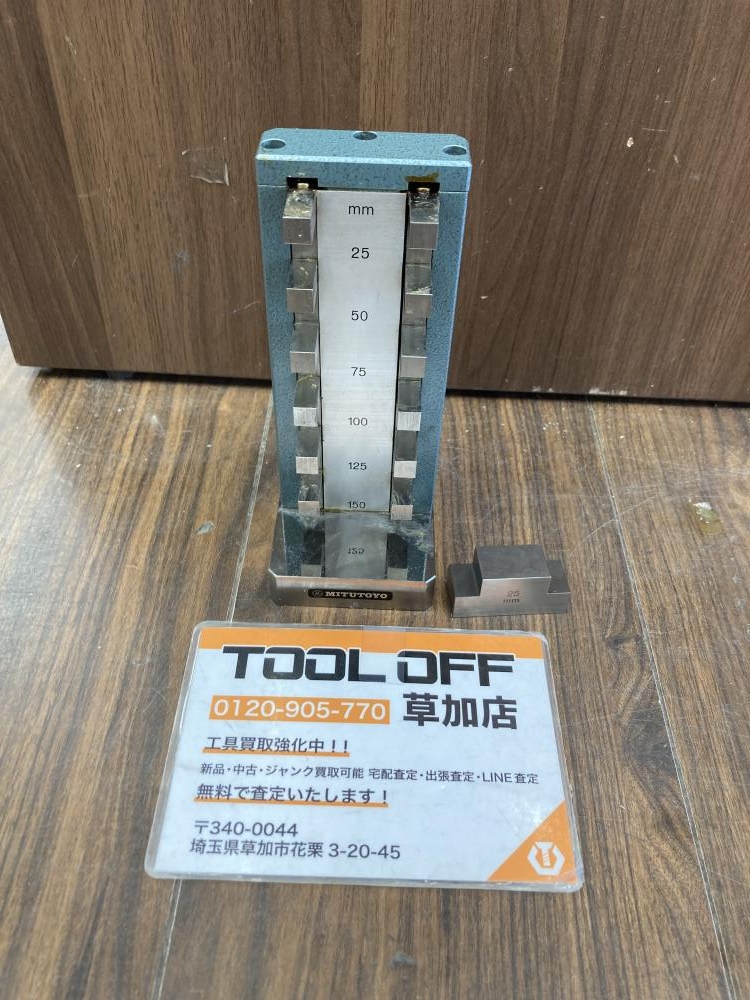 mm
25
50
75
100
125
150
150
MITUTOYO
25
mm
TOOL OFF
0120-905-770 草加店
工具買取強化中！！
新品・中古・ジャンク買取可能 宅配査定・出張査定・LINE査定
無料で査定いたします！
〒340-0044
埼玉県草加市花栗 3-20-45